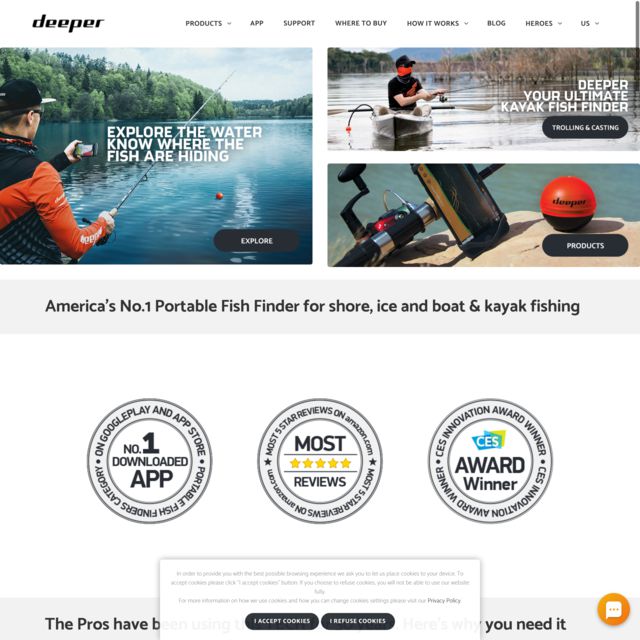 deeper
PRODUCTS
APP
SUPPORT
WHERE TO BUY
HOW IT WORKS
BLOG
HEROES
US
EXPLORE THE WATER
KNOW WHERE THE
FISH ARE HIDING
EXPLORE
DEEPER
YOUR ULTIMATE
KAYAK FISH FINDER
TROLLING & CASTING
deeper
PRODUCTS
America's No.1 Portable Fish Finder for shore, ice and boat & kayak fishing
ON GOOGLEPLAY AND APP STORE • PORTABLE FISH FINDERS CATEGORY •
NO.1
DOWNLOADED
APP
MOST 5 STAR REVIEWS ON amazon.com
MOST
REVIEWS
MOST 5 STAR REVIEWS ON amazon.com
CES INNOVATION AWARD WINNER • CES INNOVATION AWARD WINNER •
CES
AWARD
Winner
In order to provide you with the best possible browsing experience we ask you to let us place cookies to your device. To
accept cookies please click "I accept cookies" button. If you choose to refuse cookies, you will not be able to use our website
fully.
For more information on how we use cookies and how you can change cookies settings please visit our Privacy Policy.
I ACCEPT COOKIES
I REFUSE COOKIES
The Pros have been using Here's why you need it